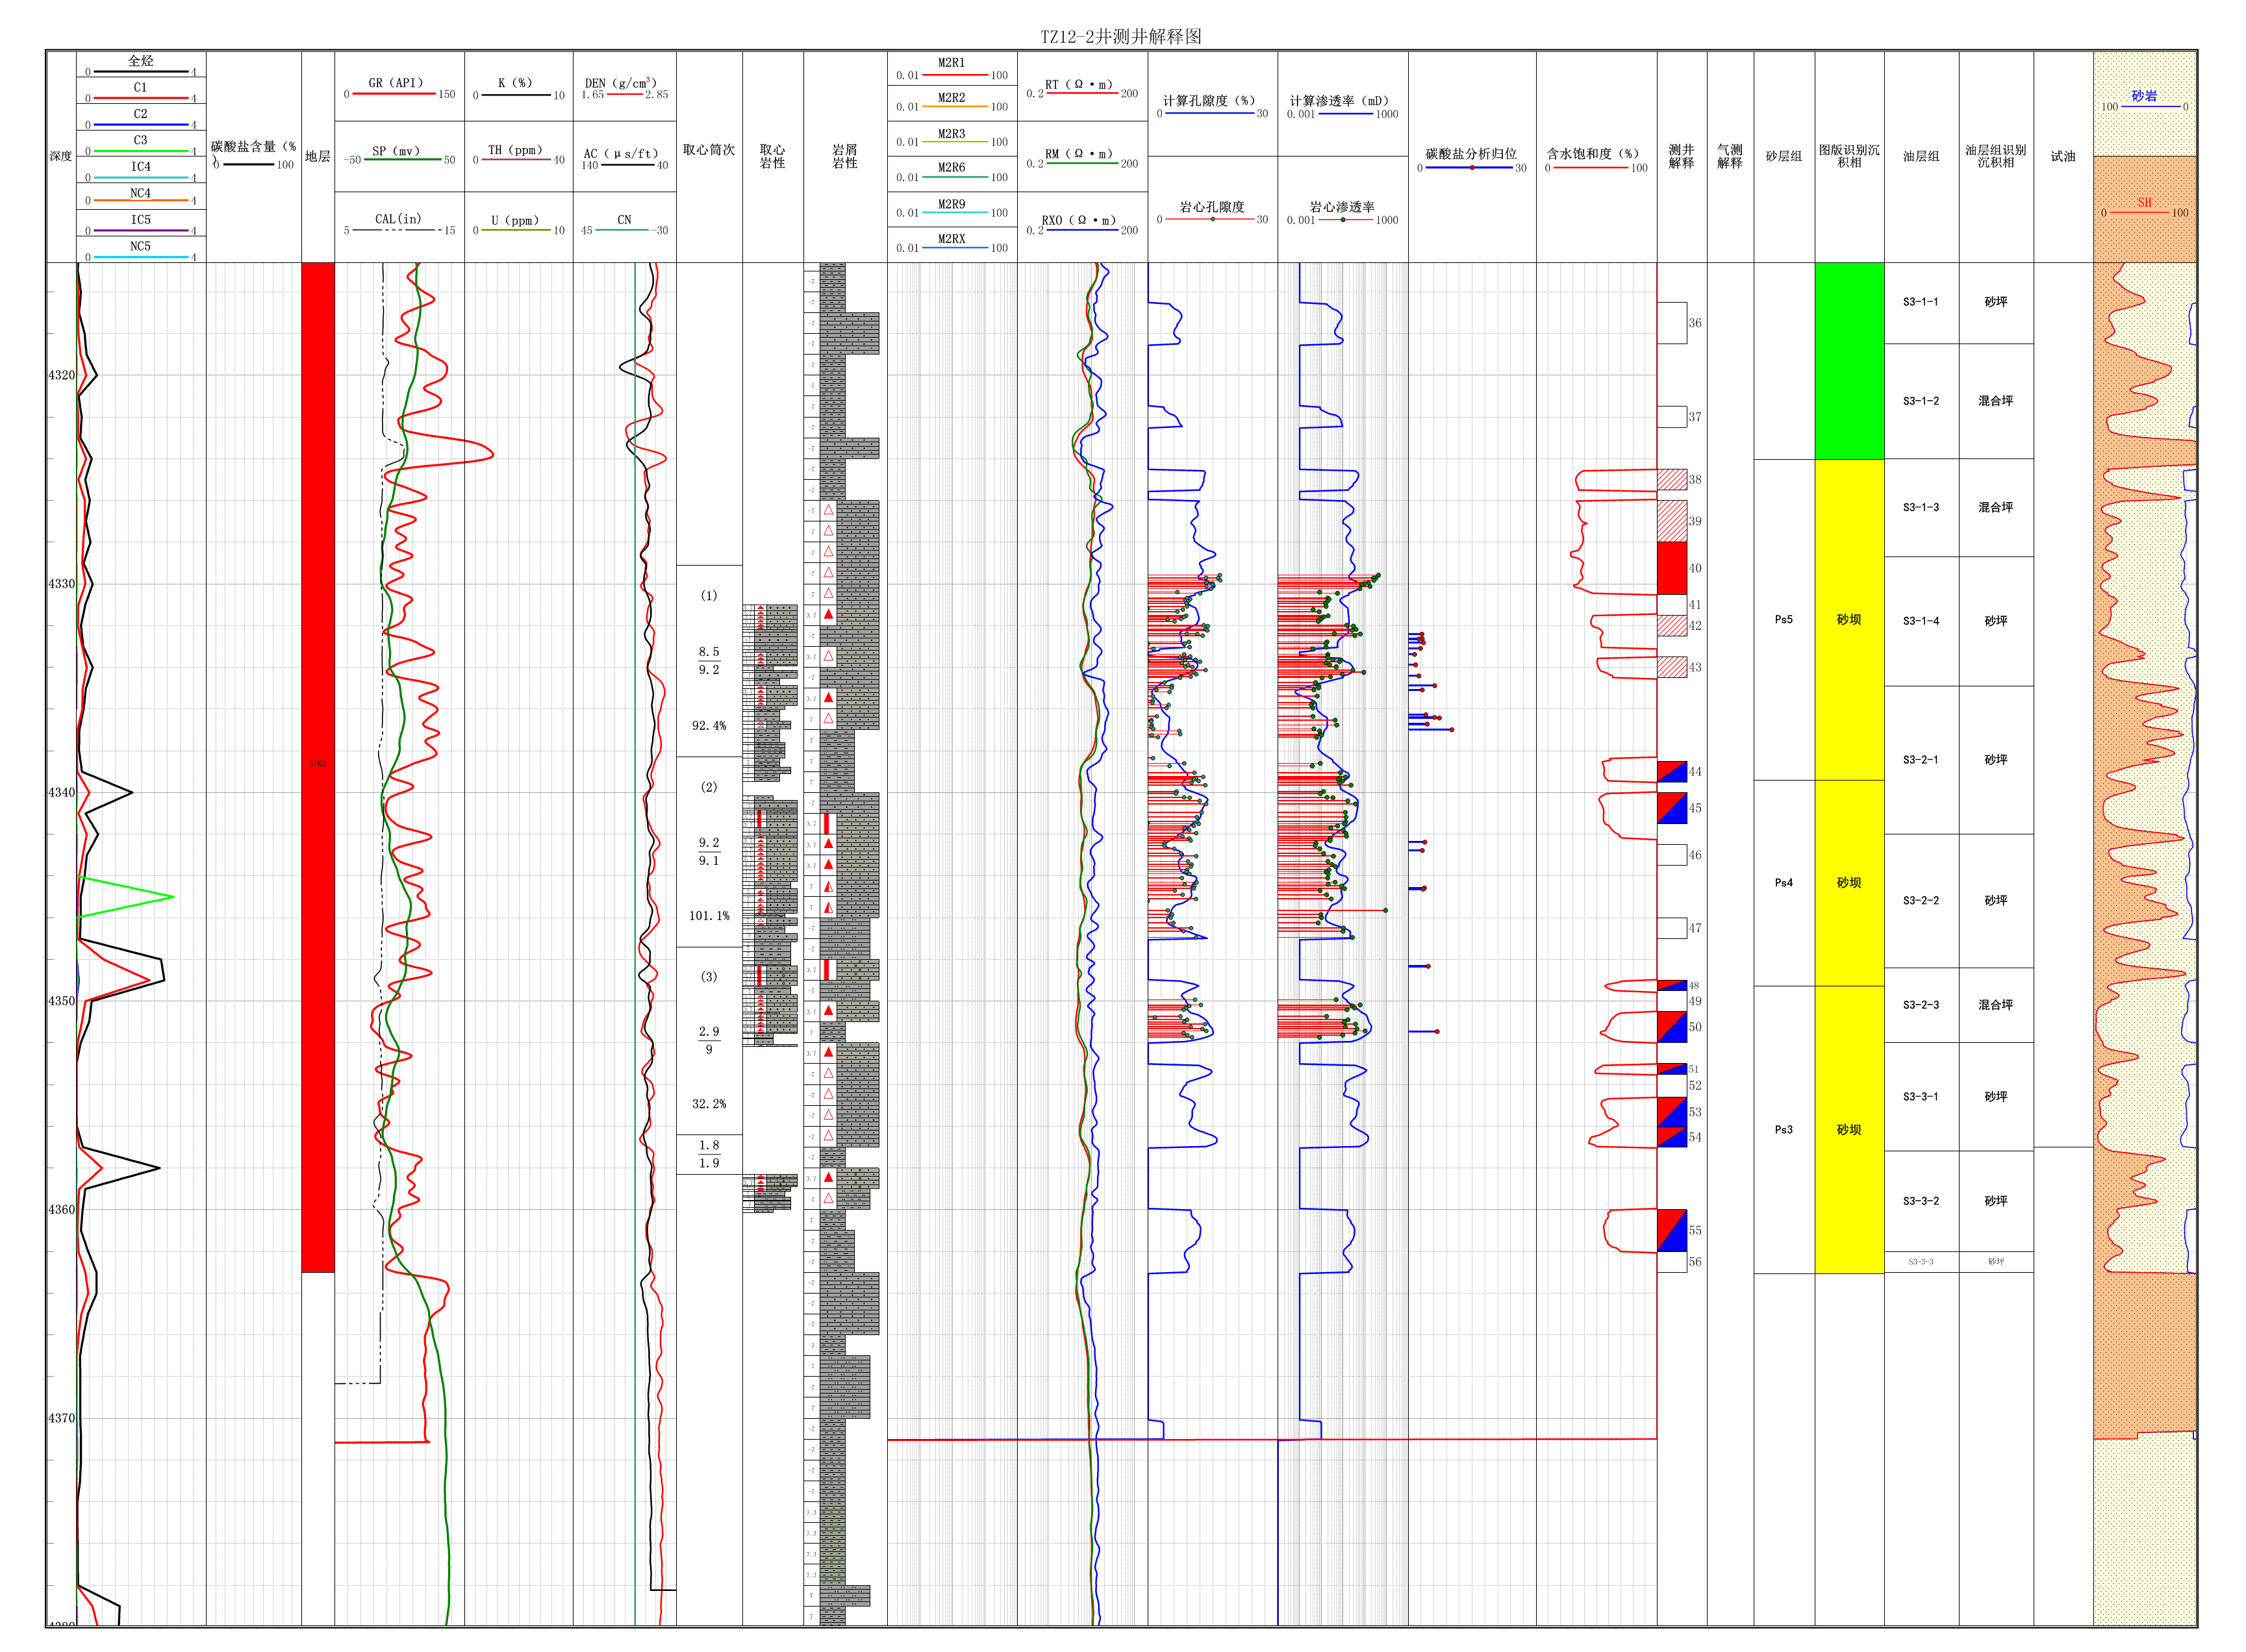 TZ12-2井测井解释图
深度
全烃
0 4
C1
0 4
C2
0 4
C3
0 4
IC4
0 4
NC4
0 4
IC5
0 4
NC5
0 4
碳酸盐含量（%
）
0 100
地层
GR（API）
0 150
SP（mv）
-50 50
CAL(in)
5 15
K（%）
0 10
TH（ppm）
0 40
U（ppm）
0 10
DEN（g/cm³）
1.65 2.85
AC（μs/ft）
140 40
CN
45 -30
取心筒次
取心
岩性
岩屑
岩性
M2R1
0.01 100
M2R2
0.01 100
M2R3
0.01 100
M2R6
0.01 100
M2R9
0.01 100
M2RX
0.01 100
RT（Ω·m）
0.2 200
RM（Ω·m）
0.2 200
RXO（Ω·m）
0.2 200
计算孔隙度（%）
0 30
岩心孔隙度
0 30
计算渗透率（mD）
0.001 1000
岩心渗透率
0.001 1000
碳酸盐分析归位
0 30
含水饱和度（%）
0 100
测井
解释
气测
解释
砂层组
图版识别沉
积相
油层组
油层组识别
沉积相
试油
砂岩
100 0
SH
0 100
4320
4330
4340
4350
4360
4370
S1K3
(1)
8.5
9.2
92.4%
(2)
9.2
9.1
101.1%
(3)
2.9
9
32.2%
1.8
1.9
36
37
38
39
40
41
42
43
44
45
46
47
48
49
50
51
52
53
54
55
56
Ps5
Ps4
Ps3
砂坝
砂坝
砂坝
S3-1-1 砂坪
S3-1-2 混合坪
S3-1-3 混合坪
S3-1-4 砂坪
S3-2-1 砂坪
S3-2-2 砂坪
S3-2-3 混合坪
S3-3-1 砂坪
S3-3-2 砂坪
S3-3-3 砂坪